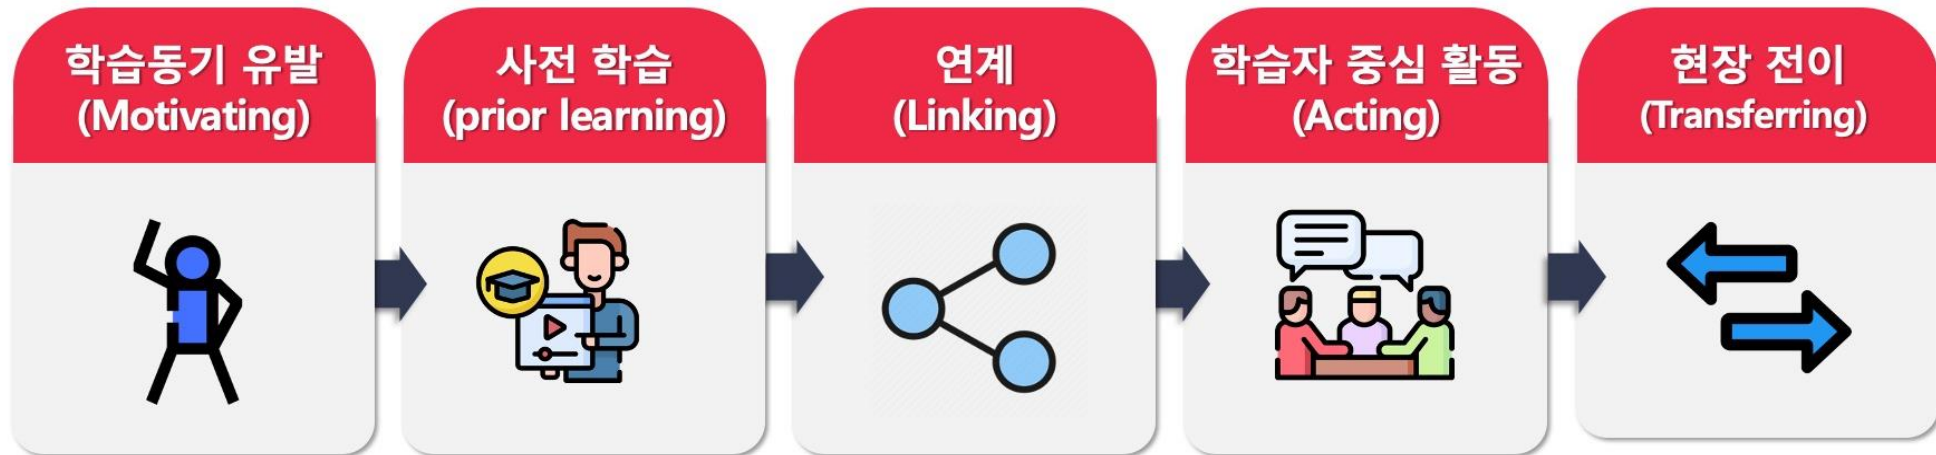 학습동기 유발
(Motivating)
사전 학습
(prior learning)
연계
(Linking)
학습자 중심 활동
(Acting)
현장 전이
(Transferring)